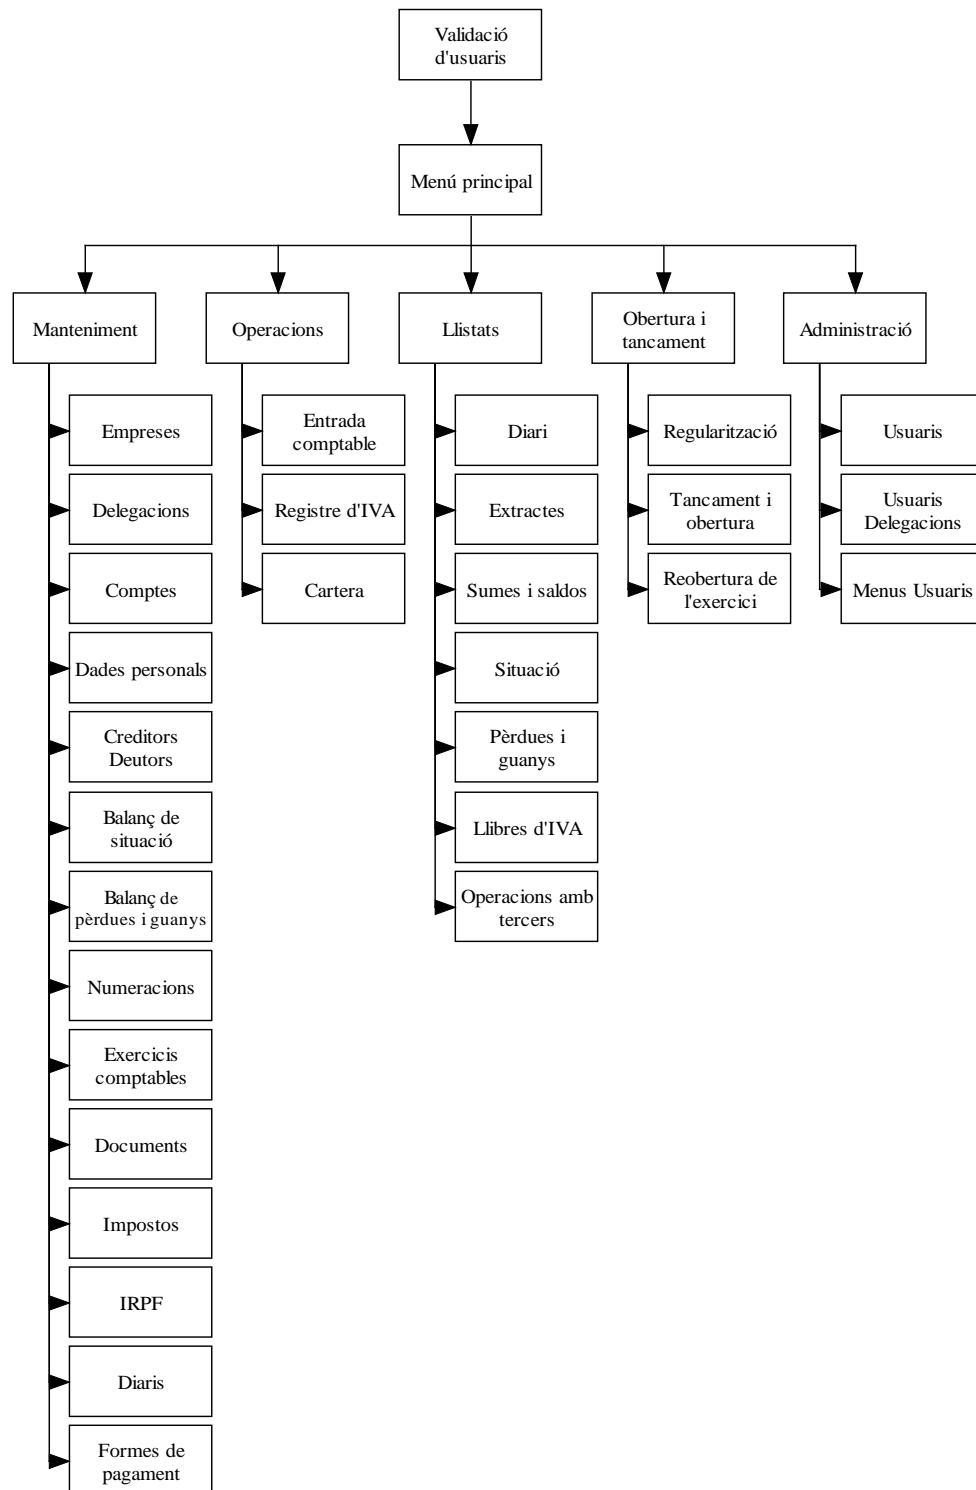 Validació
d'usuaris
Menú principal
Manteniment
Operacions
Llistats
Obertura i
tancament
Administració
Empreses
Delegacions
Comptes
Dades personals
Creditors
Deutors
Balanç de
situació
Balanç de
pèrdues i guanys
Numeracions
Exercicis
comptables
Documents
Impostos
IRPF
Diaris
Formes de
pagament
Entrada
comptable
Registre d'IVA
Cartera
Diari
Extractes
Sumes i saldos
Situació
Pèrdues i
guanys
Llibres d'IVA
Operacions amb
tercers
Regularització
Tancament i
obertura
Reobertura de
l'exercici
Usuaris
Usuaris
Delegacions
Menus Usuaris